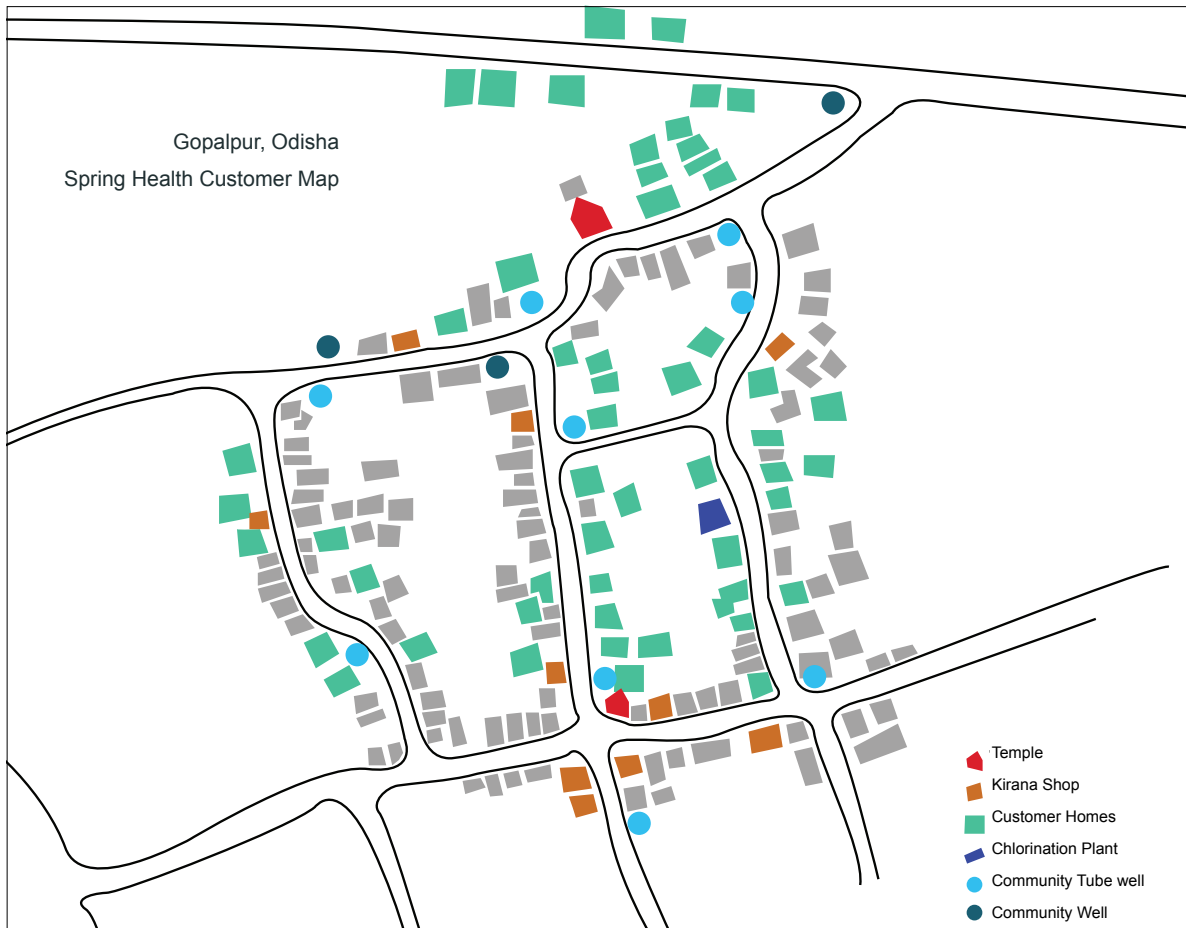 Gopalpur, Odisha
Spring Health Customer Map
Temple
Kirana Shop
Customer Homes
Chlorination Plant
Community Tube well
Community Well